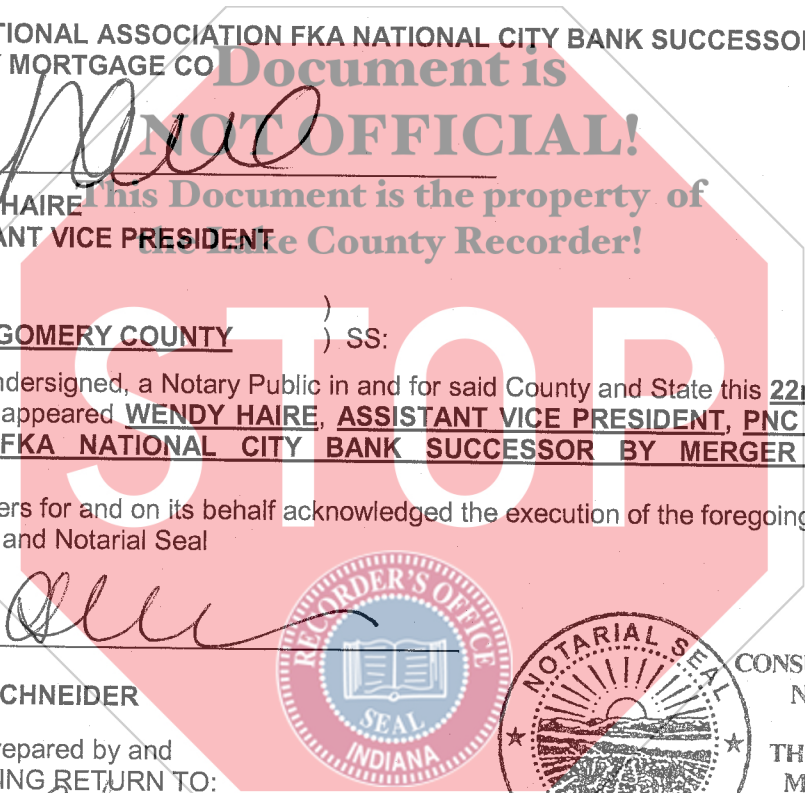 TIONAL ASSOCIATION FKA NATIONAL CITY BANK SUCCESSOR
MORTGAGE CO
Document is
NOT OFFICIAL!
This Document is the property of
the Lake County Recorder!
HAIRE
ANT VICE PRESIDENT
)
GOMERY COUNTY ) SS:
STOP
ndersigned, a Notary Public in and for said County and State this 22n
appeared WENDY HAIRE, ASSISTANT VICE PRESIDENT, PNC
FKA NATIONAL CITY BANK SUCCESSOR BY MERGER
ers for and on its behalf acknowledged the execution of the foregoing
and Notarial Seal
RECORDER'S OFFICE
SEAL
INDIANA
NOTARIAL SEAL
CONS
N
CHNEIDER
TH
M
repared by and
ING RETURN TO: